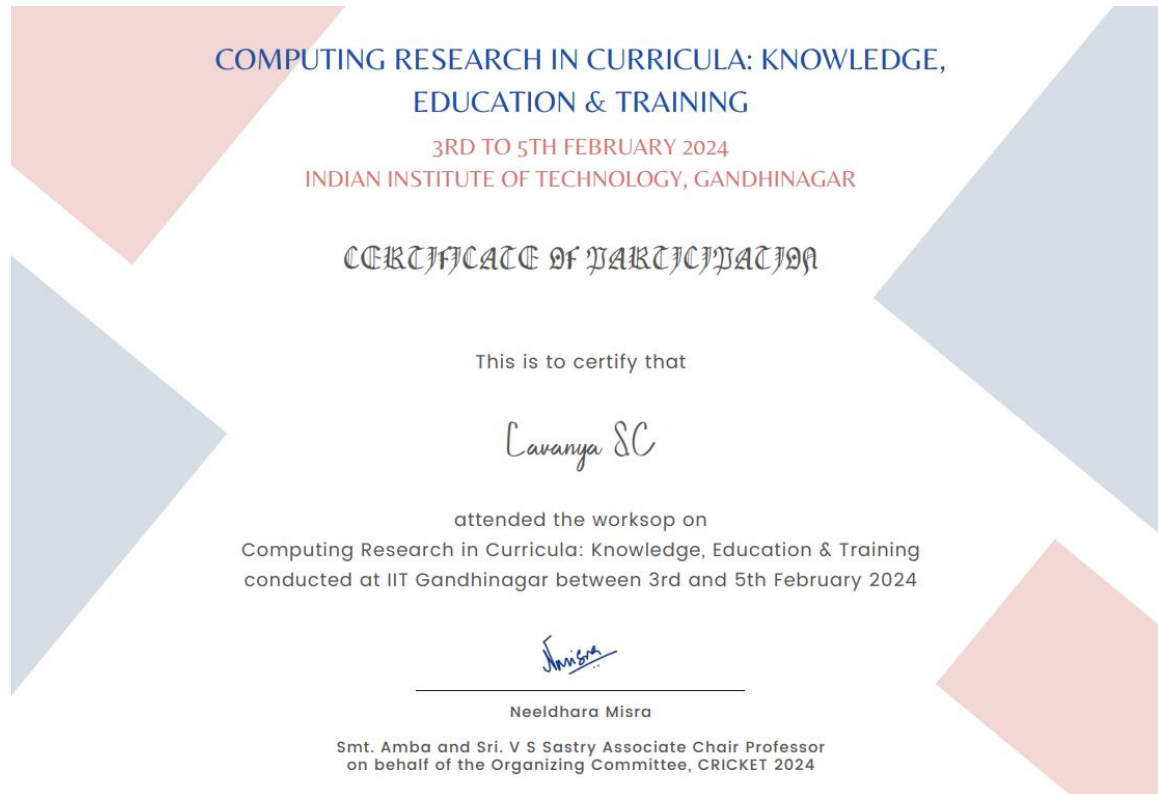 COMPUTING RESEARCH IN CURRICULA: KNOWLEDGE,
EDUCATION & TRAINING
3RD TO 5TH FEBRUARY 2024
INDIAN INSTITUTE OF TECHNOLOGY, GANDHINAGAR
CERTIFICATE OF PARTICIPATION
This is to certify that
Lavanya SC
attended the worksop on
Computing Research in Curricula: Knowledge, Education & Training
conducted at IIT Gandhinagar between 3rd and 5th February 2024
NMisra
Neeldhara Misra
Smt. Amba and Sri. V S Sastry Associate Chair Professor
on behalf of the Organizing Committee, CRICKET 2024